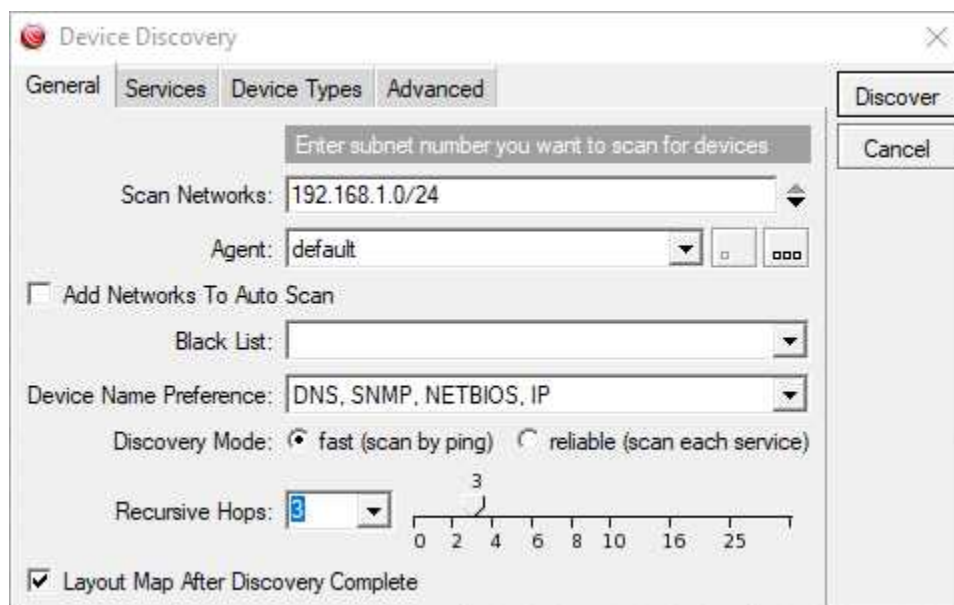 Device Discovery
General Services Device Types Advanced
Discover
Cancel
Enter subnet number you want to scan for devices
Scan Networks: 192.168.1.0/24
Agent: default
Add Networks To Auto Scan
Black List:
Device Name Preference: DNS, SNMP, NETBIOS, IP
Discovery Mode: fast (scan by ping) reliable (scan each service)
3
Recursive Hops: 3
0 2 4 6 8 10 16 25
Layout Map After Discovery Complete